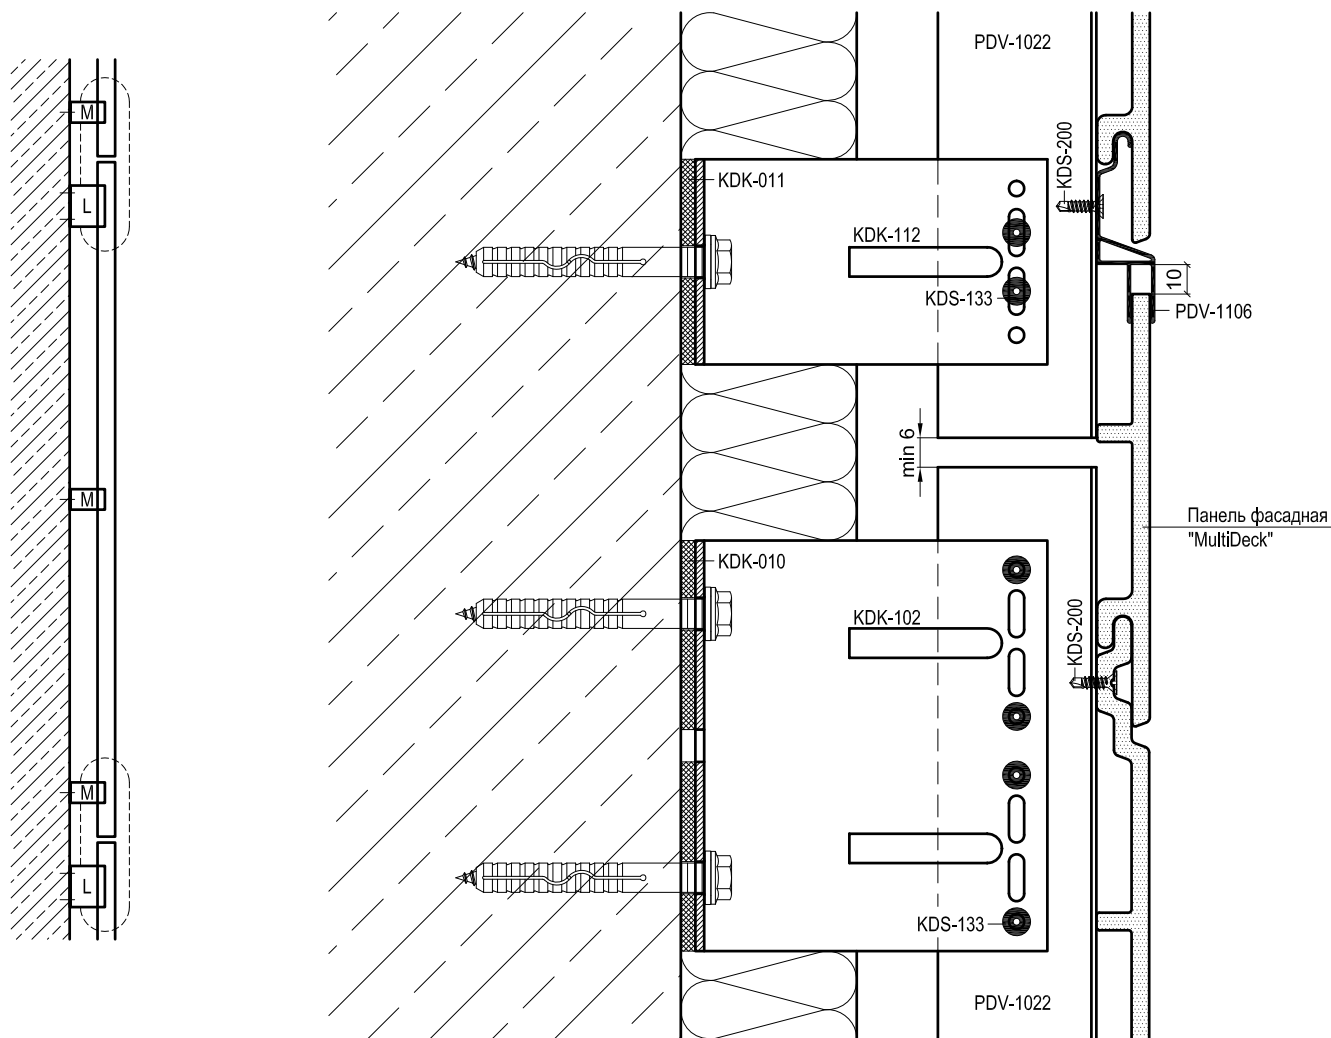 M
L
M
M
L
PDV-1022
KDS-200
KDK-011
KDK-112
KDS-133
10
PDV-1106
min 6
Панель фасадная
"MultiDeck"
KDK-010
KDK-102
KDS-200
KDS-133
PDV-1022